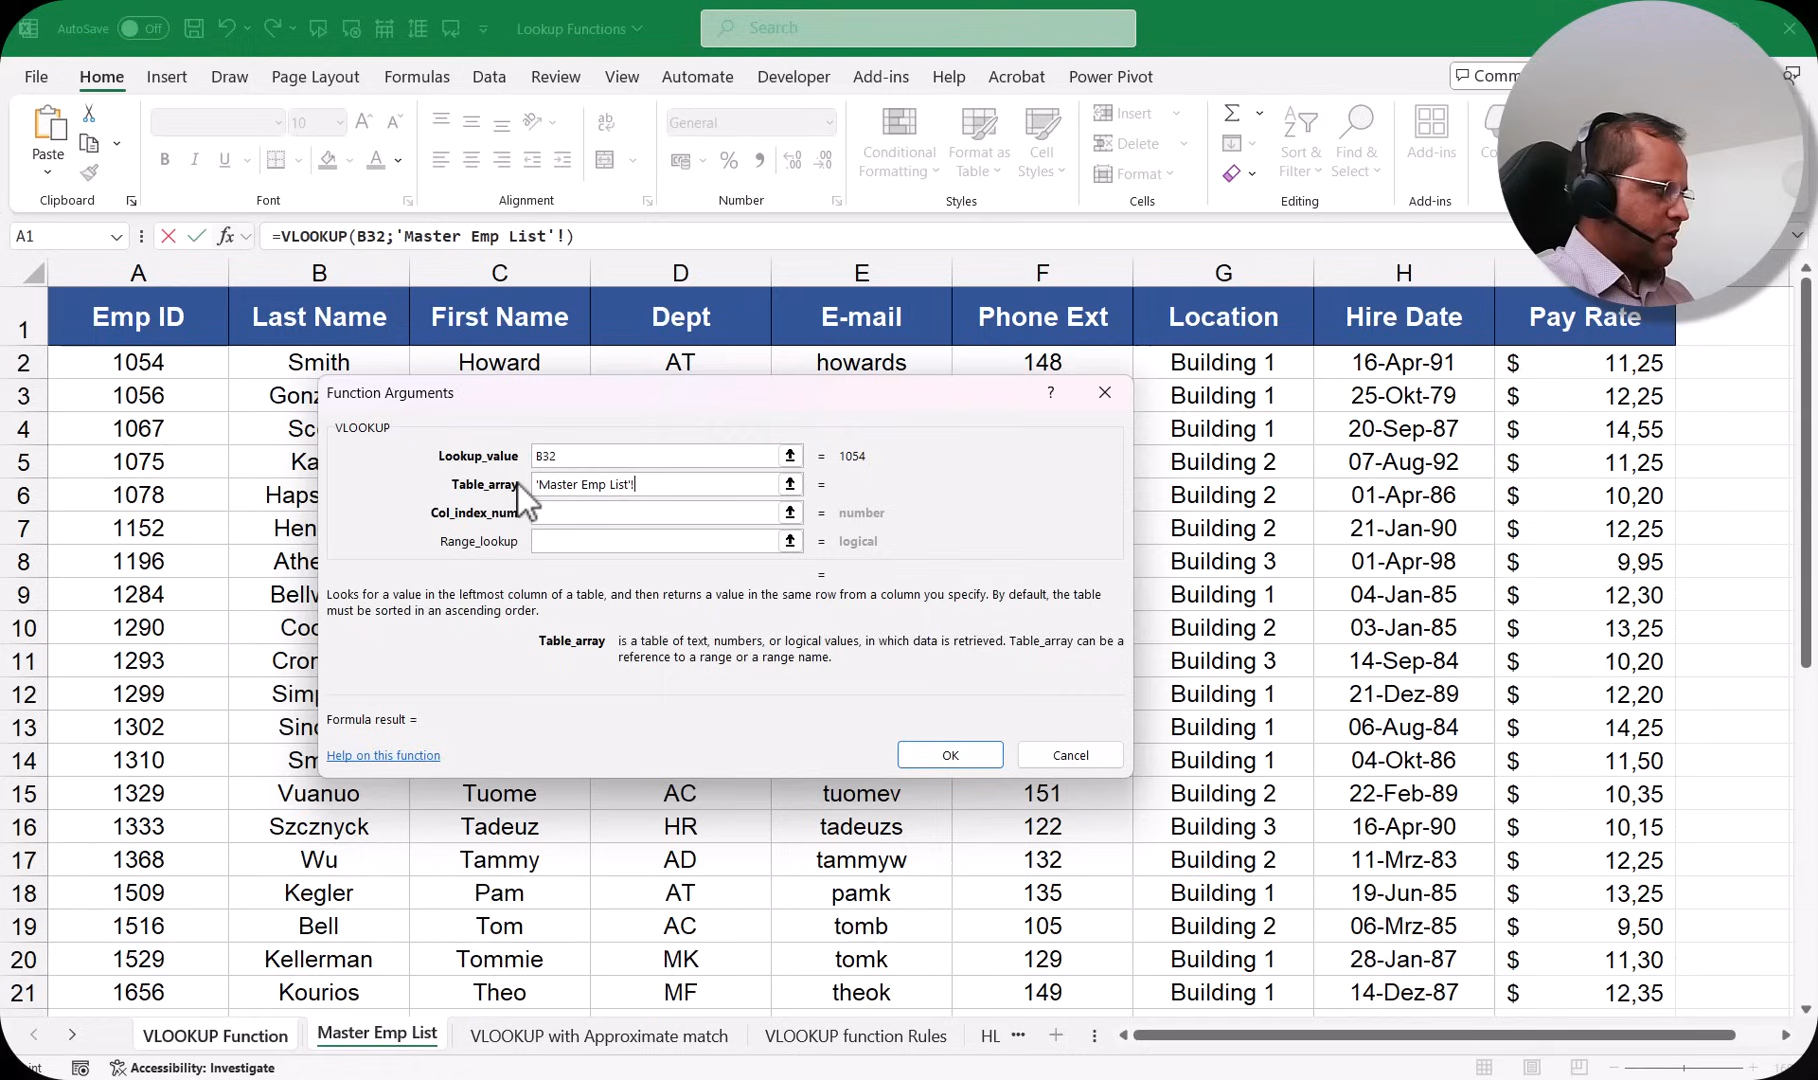 AutoSave Off Lookup Functions Search
File Home Insert Draw Page Layout Formulas Data Review View Automate Developer Add-ins Help Acrobat Power Pivot
10 General Insert
Paste B I U ab Conditional Formatting Format as Table Cell Styles Delete Sort & Filter Find & Select Add-ins
Format
Clipboard Font Alignment Number Styles Cells Editing Add-ins
A1 fx =VLOOKUP(B32;'Master Emp List'!)
A B C D E F G H
1 Emp ID Last Name First Name Dept E-mail Phone Ext Location Hire Date Pay Rate
2 1054 Smith Howard AT howards 148 Building 1 16-Apr-91 $ 11,25
3 1056 Building 1 25-Okt-79 $ 12,25
4 1067 Building 1 20-Sep-87 $ 14,55
5 1075 Building 2 07-Aug-92 $ 11,25
6 1078 Building 2 01-Apr-86 $ 10,20
7 1152 Building 2 21-Jan-90 $ 12,25
8 1196 Building 3 01-Apr-98 $ 9,95
9 1284 Building 1 04-Jan-85 $ 12,30
10 1290 Building 2 03-Jan-85 $ 13,25
11 1293 Building 3 14-Sep-84 $ 10,20
12 1299 Building 1 21-Dez-89 $ 12,20
13 1302 Building 1 06-Aug-84 $ 14,25
14 1310 Building 1 04-Okt-86 $ 11,50
15 1329 Vuanuo Tuome AC tuomev 151 Building 2 22-Feb-89 $ 10,35
16 1333 Szcznyck Tadeuz HR tadeuzs 122 Building 3 16-Apr-90 $ 10,15
17 1368 Wu Tammy AD tammyw 132 Building 2 11-Mrz-83 $ 12,25
18 1509 Kegler Pam AT pamk 135 Building 1 19-Jun-85 $ 13,25
19 1516 Bell Tom AC tomb 105 Building 2 06-Mrz-85 $ 9,50
20 1529 Kellerman Tommie MK tomk 129 Building 1 28-Jan-87 $ 11,30
21 1656 Kourios Theo MF theok 149 Building 1 14-Dez-87 $ 12,35
Function Arguments ?
VLOOKUP
Lookup_value B32 = 1054
Table_array 'Master Emp List'! =
Col_index_num = number
Range_lookup = logical
=
Looks for a value in the leftmost column of a table, and then returns a value in the same row from a column you specify. By default, the table
must be sorted in an ascending order.
Table_array is a table of text, numbers, or logical values, in which data is retrieved. Table_array can be a
reference to a range or a range name.
Formula result =
Help on this function OK Cancel
VLOOKUP Function Master Emp List VLOOKUP with Approximate match VLOOKUP function Rules HL ...
Accessibility: Investigate